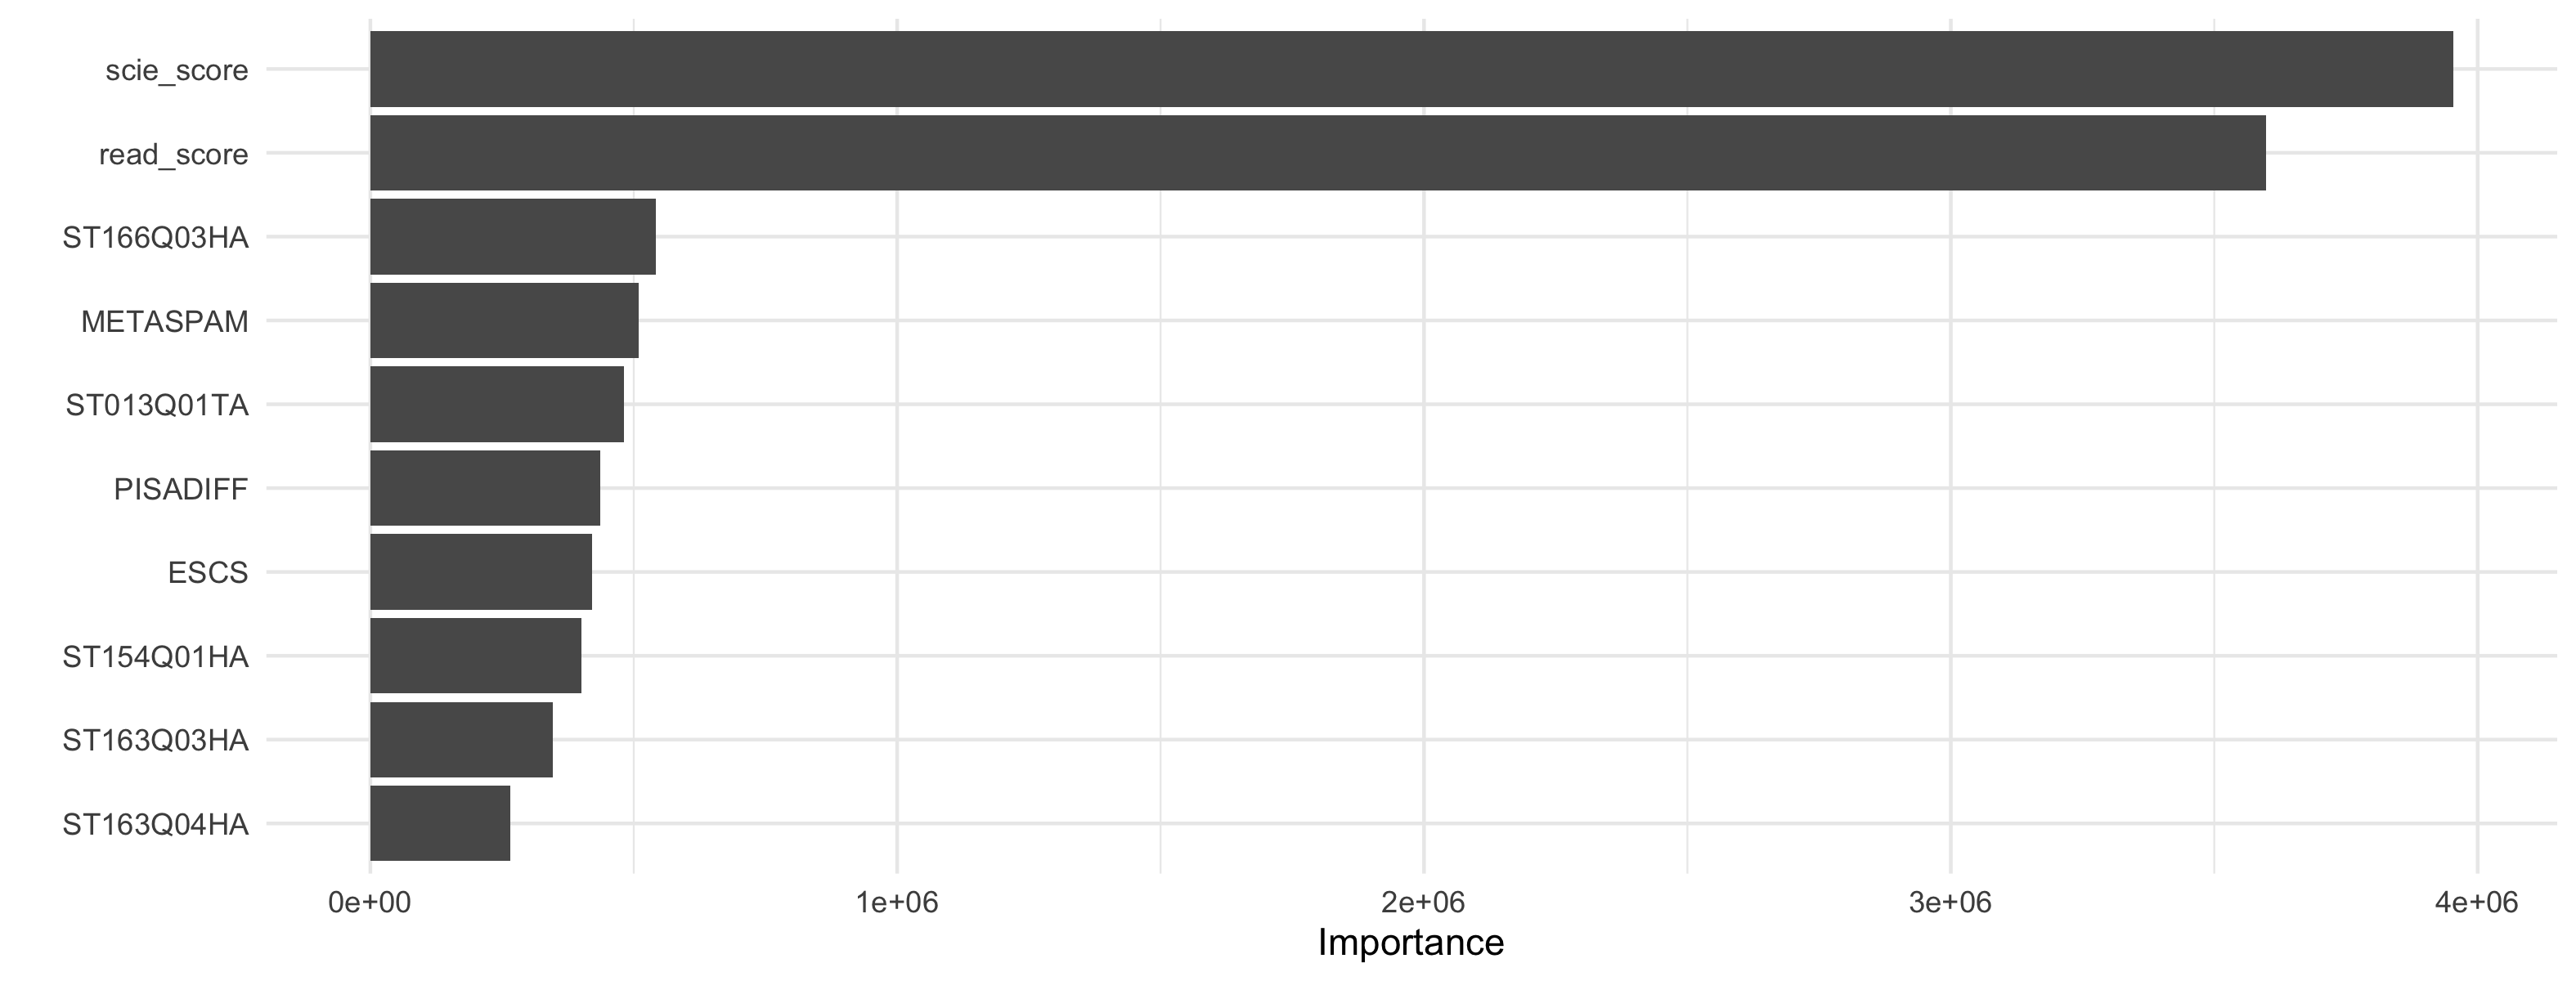 scie_score
read_score
ST166Q03HA
METASPAM
ST013Q01TA
PISADIFF
ESCS
ST154Q01HA
ST163Q03HA
ST163Q04HA
0e+00 1e+06 2e+06 3e+06 4e+06
Importance